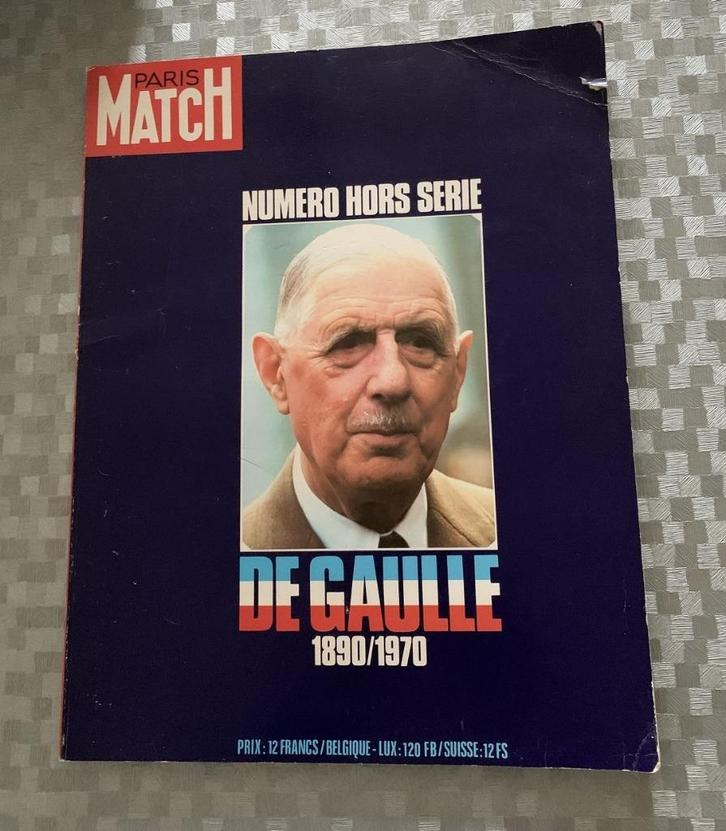 PARIS
MATCH
NUMERO HORS SERIE
DE GAULLE
1890/1970
PRIX: 12 FRANCS/BELGIQUE-LUX: 120 FB/SUISSE: 12 FS